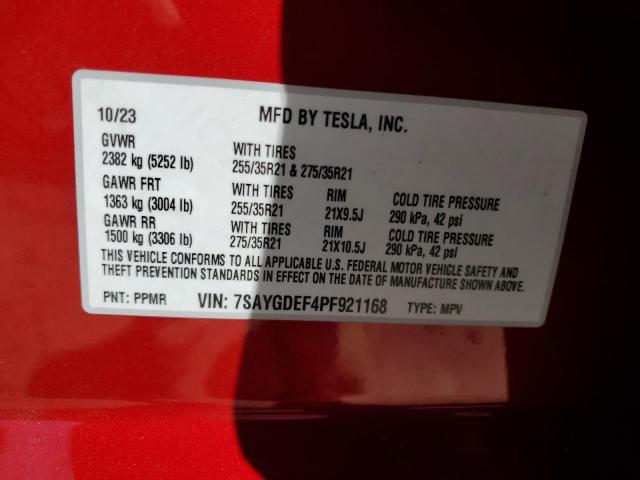 10/23 MFD BY TESLA, INC.
GVWR WITH TIRES
2382 kg (5252 lb) 255/35R21 & 275/35R21
GAWR FRT WITH TIRES RIM COLD TIRE PRESSURE
1363 kg (3004 lb) 255/35R21 21X9.5J 290 kPa, 42 psi
GAWR RR WITH TIRES RIM COLD TIRE PRESSURE
1500 kg (3306 lb) 275/35R21 21X10.5J 290 kPa, 42 psi
THIS VEHICLE CONFORMS TO ALL APPLICABLE U.S. FEDERAL MOTOR VEHICLE SAFETY AND
THEFT PREVENTION STANDARDS IN EFFECT ON THE DATE OF MANUFACTURE SHOWN ABOVE.
PNT: PPMR VIN: 7SAYGDEF4PF921168 TYPE: MPV